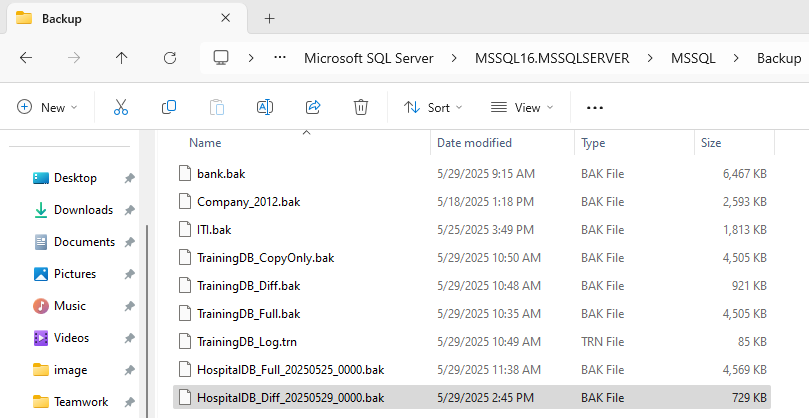 Backup
Microsoft SQL Server > MSSQL16.MSSQLSERVER > MSSQL > Backup
New Sort View
Name Date modified Type Size
Desktop
Downloads
Documents
Pictures
Music
Videos
image
Teamwork
bank.bak 5/29/2025 9:15 AM BAK File 6,467 KB
Company_2012.bak 5/18/2025 1:18 PM BAK File 2,593 KB
ITI.bak 5/25/2025 3:49 PM BAK File 1,813 KB
TrainingDB_CopyOnly.bak 5/29/2025 10:50 AM BAK File 4,505 KB
TrainingDB_Diff.bak 5/29/2025 10:48 AM BAK File 921 KB
TrainingDB_Full.bak 5/29/2025 10:35 AM BAK File 4,505 KB
TrainingDB_Log.trn 5/29/2025 10:49 AM TRN File 85 KB
HospitalDB_Full_20250525_0000.bak 5/29/2025 11:38 AM BAK File 4,569 KB
HospitalDB_Diff_20250529_0000.bak 5/29/2025 2:45 PM BAK File 729 KB